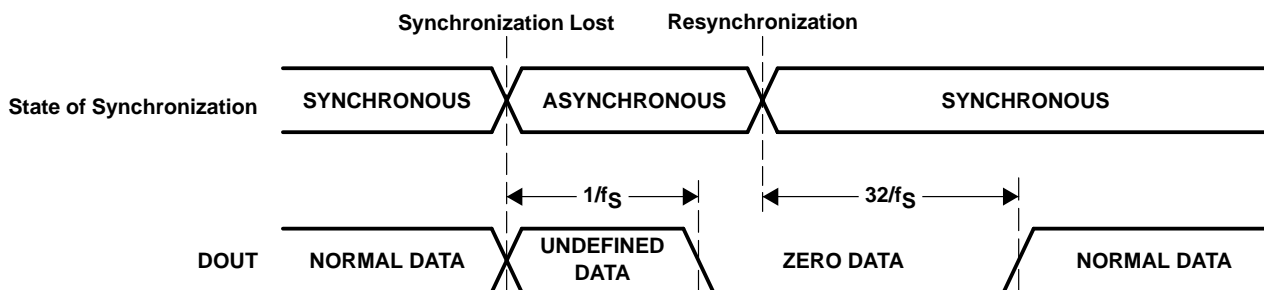 Synchronization Lost
Resynchronization
State of Synchronization
SYNCHRONOUS
ASYNCHRONOUS
SYNCHRONOUS
1/fS
32/fS
DOUT
NORMAL DATA
UNDEFINED
DATA
ZERO DATA
NORMAL DATA